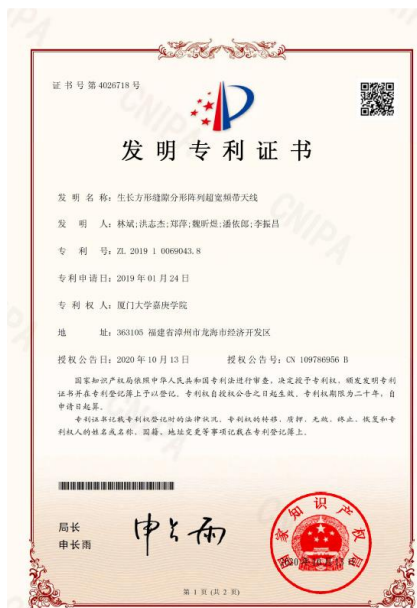 证书号第4026718号
发明专利证书
发 明 名 称：生长方形缝隙分形阵列超宽频带天线
发 明 人：林斌;洪志杰;郑萍;魏昕煜;潘依郎;李振昌
专 利 号：ZL 2019 1 0069043.8
专利申请日：2019年01月24日
专 利 权 人：厦门大学嘉庚学院
地 址：363105 福建省漳州市龙海市经济开发区
授权公告日：2020年10月13日 授权公告号：CN 109786956 B
国家知识产权局依照中华人民共和国专利法进行审查，决定授予专利权，颁发发明专利
证书并在专利登记簿上予以登记。专利权自授权公告之日起生效。专利权期限为二十年，自
申请日起算。
专利证书记载专利权登记时的法律状况。专利权的转移、质押、无效、终止、恢复和专
利权人的姓名或名称、国籍、地址变更等事项记载在专利登记簿上。
局长
申长雨
申长雨
国家知识产权局
第 1 页 (共 2 页)
CNIPA
CNIPA
CNIPA